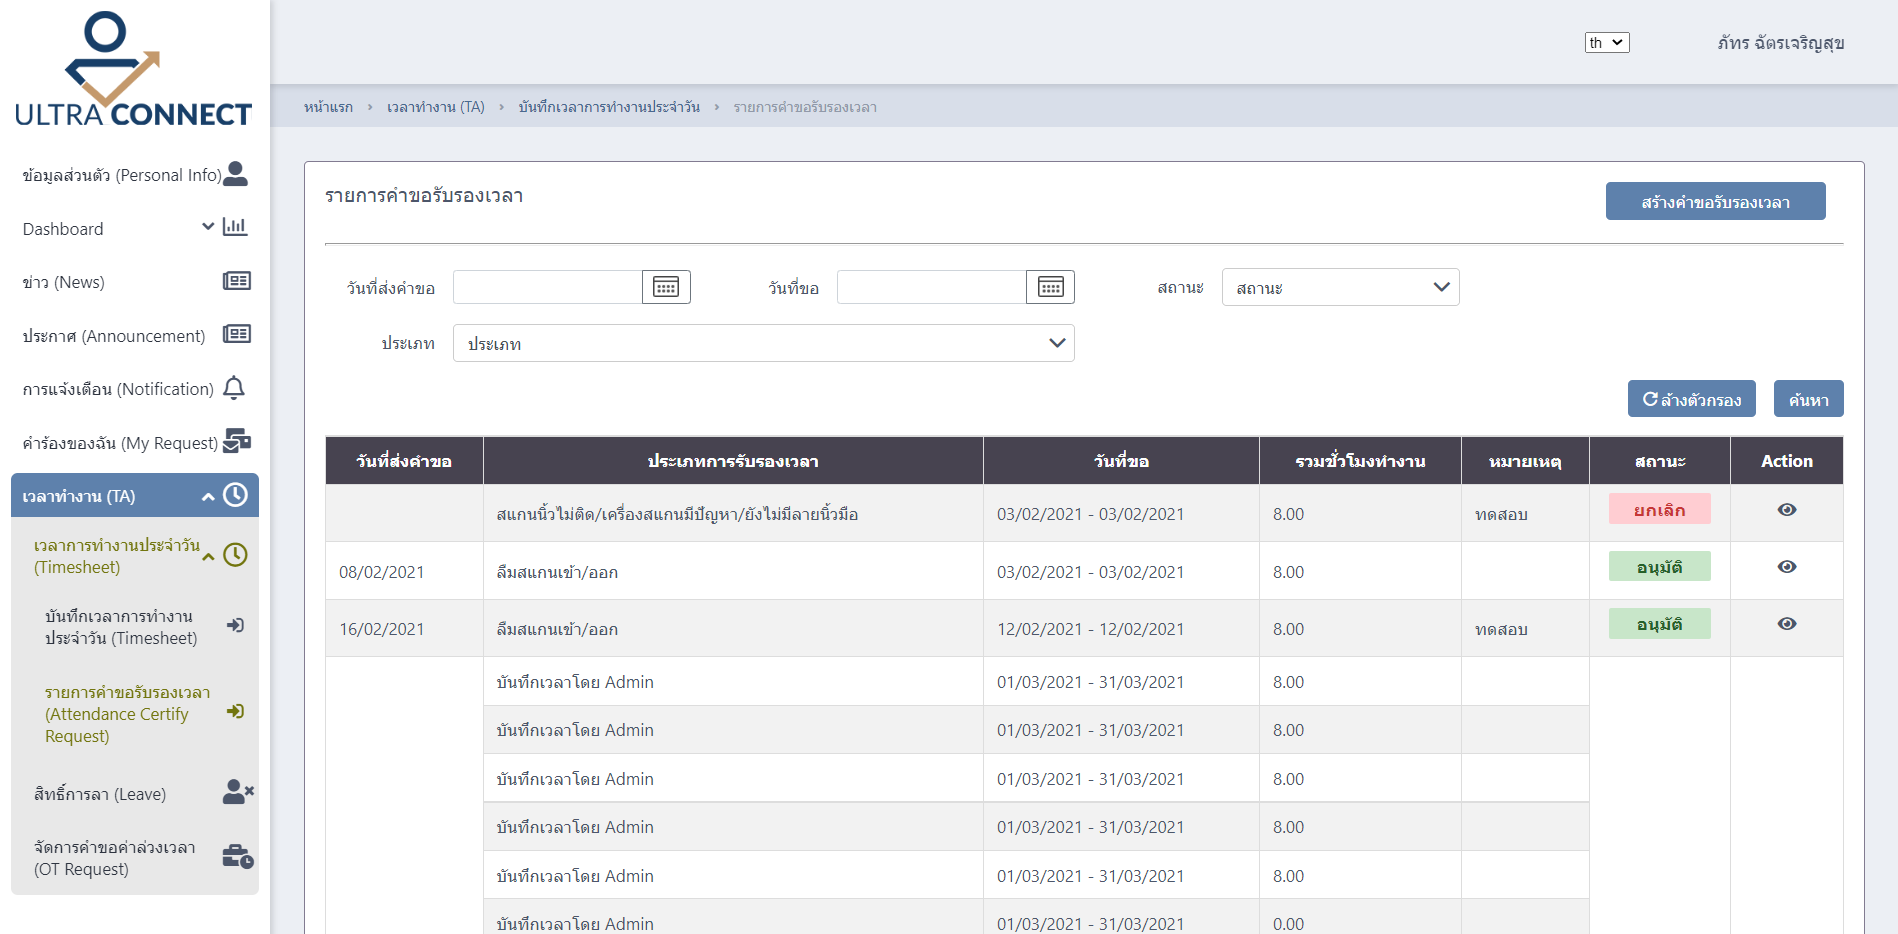 ULTRA CONNECT
ข้อมูลส่วนตัว (Personal Info)
Dashboard
ข่าว (News)
ประกาศ (Announcement)
การแจ้งเตือน (Notification)
คำร้องของฉัน (My Request)
เวลาทำงาน (TA)
เวลาการทำงานประจำวัน
(Timesheet)
บันทึกเวลาการทำงาน
ประจำวัน (Timesheet)
รายการคำขอรับรองเวลา
(Attendance Certify
Request)
สิทธิ์การลา (Leave)
จัดการคำขอค่าล่วงเวลา
(OT Request)
th
ภัทร ฉัตรเจริญสุข
หน้าแรก › เวลาทำงาน (TA) › บันทึกเวลาการทำงานประจำวัน › รายการคำขอรับรองเวลา
รายการคำขอรับรองเวลา
สร้างคำขอรับรองเวลา
วันที่ส่งคำขอ วันที่ขอ สถานะ สถานะ
ประเภท ประเภท
ล้างตัวกรอง ค้นหา
วันที่ส่งคำขอ ประเภทการรับรองเวลา วันที่ขอ รวมชั่วโมงทำงาน หมายเหตุ สถานะ Action
สแกนนิ้วไม่ติด/เครื่องสแกนมีปัญหา/ยังไม่มีลายนิ้วมือ 03/02/2021 - 03/02/2021 8.00 ทดสอบ ยกเลิก
08/02/2021 ลืมสแกนเข้า/ออก 03/02/2021 - 03/02/2021 8.00 อนุมัติ
16/02/2021 ลืมสแกนเข้า/ออก 12/02/2021 - 12/02/2021 8.00 ทดสอบ อนุมัติ
บันทึกเวลาโดย Admin 01/03/2021 - 31/03/2021 8.00
บันทึกเวลาโดย Admin 01/03/2021 - 31/03/2021 8.00
บันทึกเวลาโดย Admin 01/03/2021 - 31/03/2021 8.00
บันทึกเวลาโดย Admin 01/03/2021 - 31/03/2021 8.00
บันทึกเวลาโดย Admin 01/03/2021 - 31/03/2021 8.00
บันทึกเวลาโดย Admin 01/03/2021 - 31/03/2021 0.00